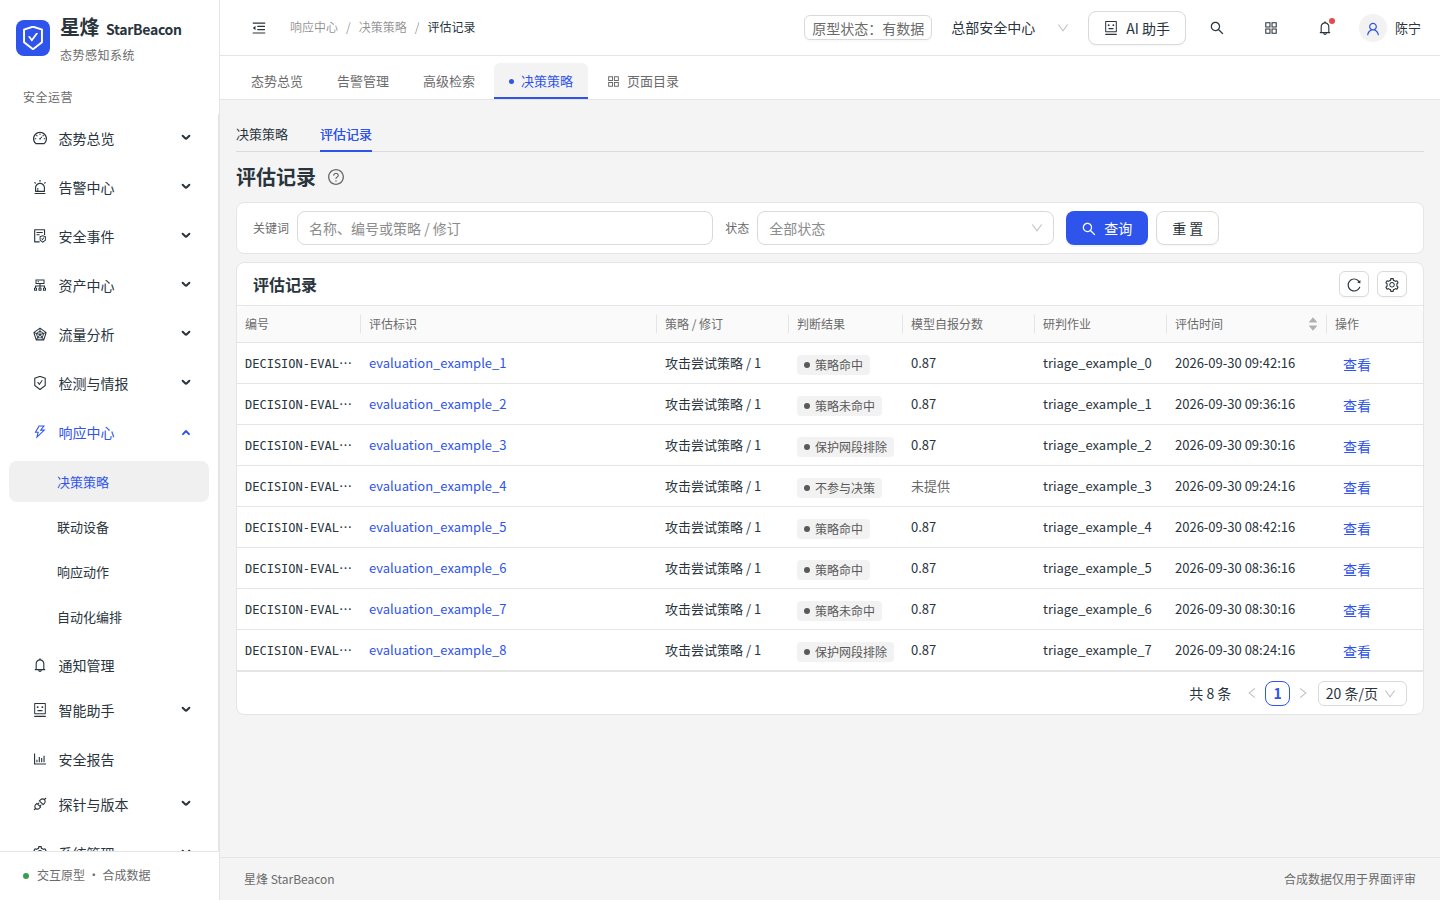 星烽 StarBeacon
态势感知系统
安全运营
态势总览
告警中心
安全事件
资产中心
流量分析
检测与情报
响应中心
决策策略
联动设备
响应动作
自动化编排
通知管理
智能助手
安全报告
探针与版本
交互原型 · 合成数据
响应中心 / 决策策略 / 评估记录
原型状态：有数据
总部安全中心
AI 助手
陈宁
态势总览
告警管理
高级检索
决策策略
页面目录
决策策略
评估记录
评估记录
关键词
名称、编号或策略 / 修订
状态
全部状态
查询
重 置
评估记录
编号 评估标识 策略 / 修订 判断结果 模型自报分数 研判作业 评估时间 操作
DECISION-EVAL··· evaluation_example_1 攻击尝试策略 / 1 策略命中 0.87 triage_example_0 2026-09-30 09:42:16 查看
DECISION-EVAL··· evaluation_example_2 攻击尝试策略 / 1 策略未命中 0.87 triage_example_1 2026-09-30 09:36:16 查看
DECISION-EVAL··· evaluation_example_3 攻击尝试策略 / 1 保护网段排除 0.87 triage_example_2 2026-09-30 09:30:16 查看
DECISION-EVAL··· evaluation_example_4 攻击尝试策略 / 1 不参与决策 未提供 triage_example_3 2026-09-30 09:24:16 查看
DECISION-EVAL··· evaluation_example_5 攻击尝试策略 / 1 策略命中 0.87 triage_example_4 2026-09-30 08:42:16 查看
DECISION-EVAL··· evaluation_example_6 攻击尝试策略 / 1 策略命中 0.87 triage_example_5 2026-09-30 08:36:16 查看
DECISION-EVAL··· evaluation_example_7 攻击尝试策略 / 1 策略未命中 0.87 triage_example_6 2026-09-30 08:30:16 查看
DECISION-EVAL··· evaluation_example_8 攻击尝试策略 / 1 保护网段排除 0.87 triage_example_7 2026-09-30 08:24:16 查看
共 8 条
1
20 条/页
星烽 StarBeacon
合成数据仅用于界面评审